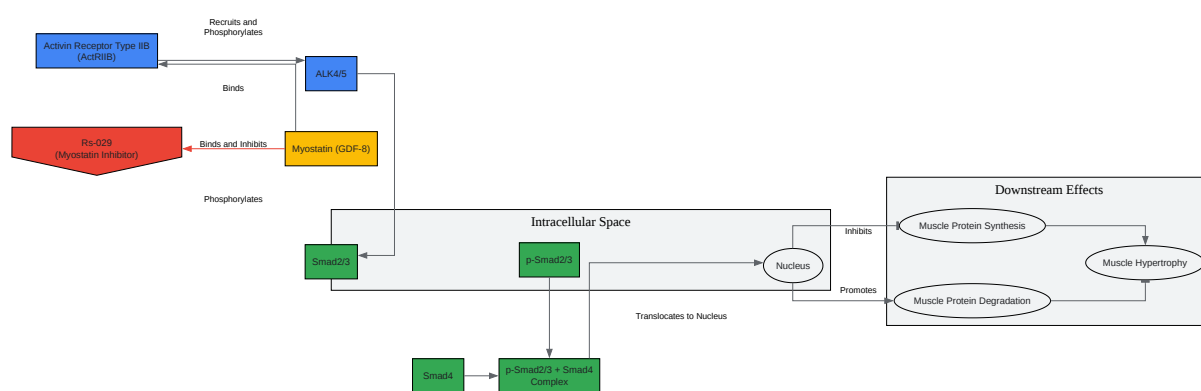 Recruits and
Phosphorylates
Activin Receptor Type IIB
(ActRIIB)
ALK4/5
Binds
Rs-029
(Myostatin Inhibitor)
Binds and Inhibits
Myostatin (GDF-8)
Phosphorylates
Intracellular Space
Downstream Effects
Smad2/3
p-Smad2/3
Nucleus
Inhibits
Muscle Protein Synthesis
Muscle Hypertrophy
Promotes
Muscle Protein Degradation
Translocates to Nucleus
Smad4
p-Smad2/3 + Smad4
Complex